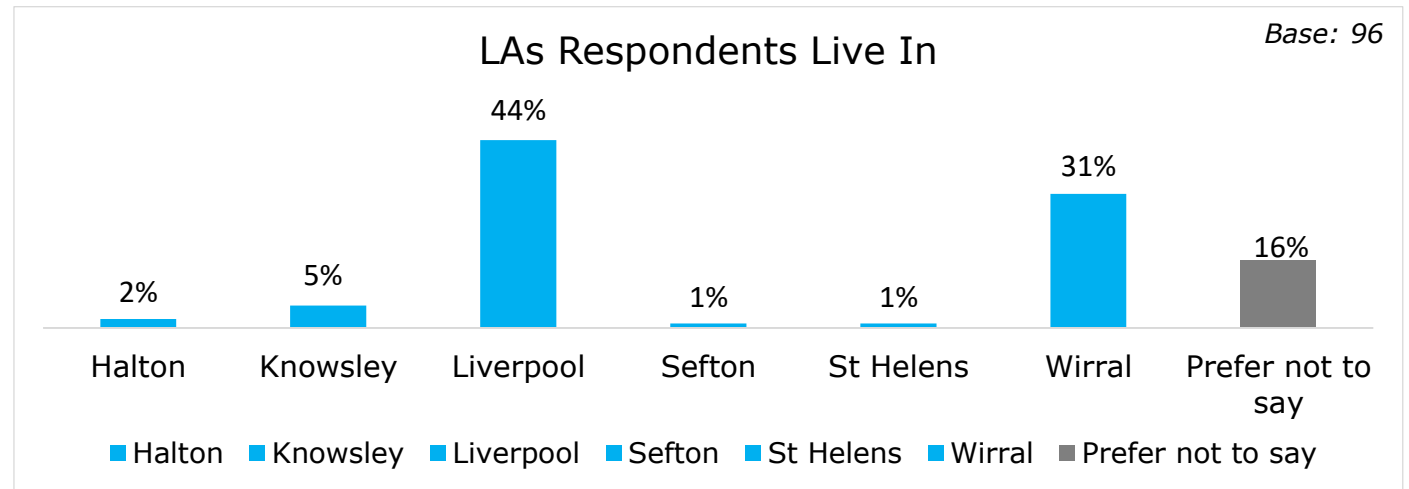 LAs Respondents Live In
Base: 96
44%
31%
16%
5%
2%
1%
1%
Halton
Knowsley
Liverpool
Sefton
St Helens
Wirral
Prefer not to
say
Halton Knowsley Liverpool Sefton St Helens Wirral Prefer not to say